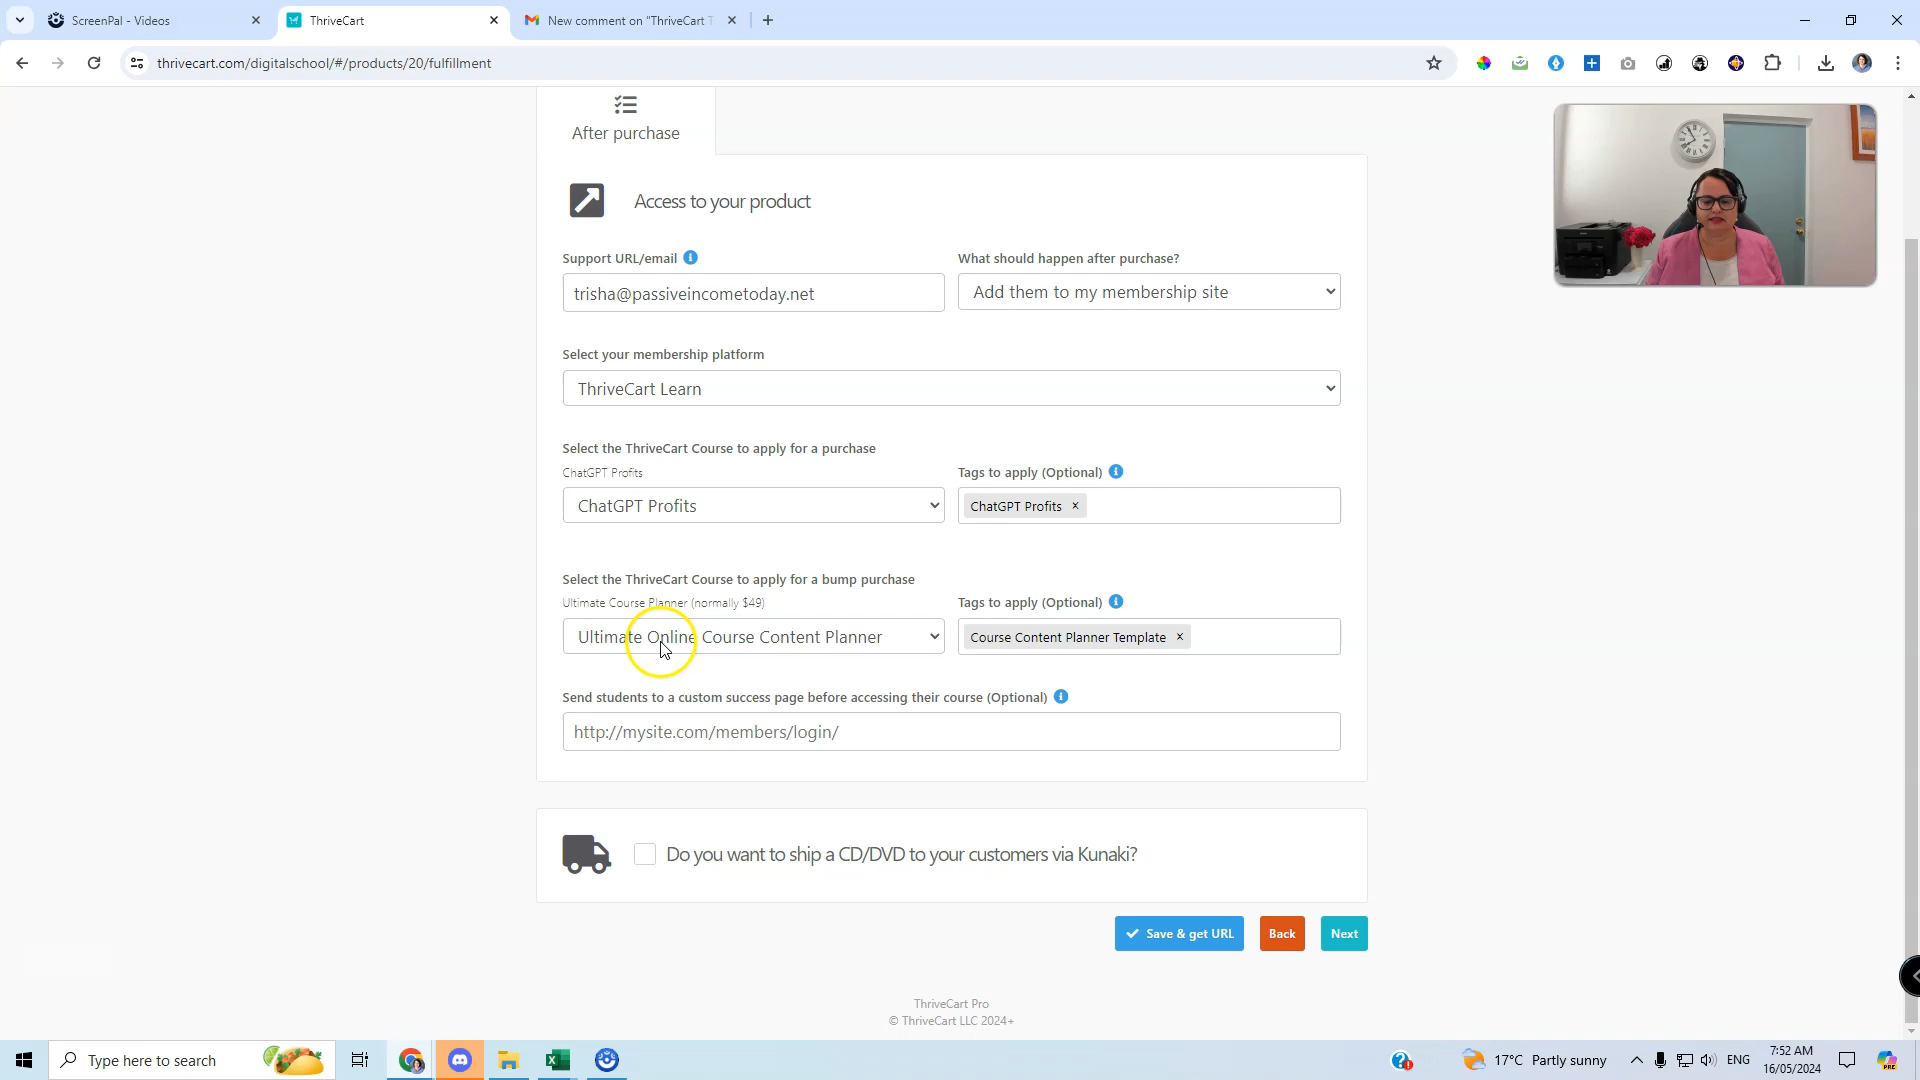 ScreenPal - Videos
ThriveCart
New comment on "ThriveCart T
thrivecart.com/digitalschool/#/products/20/fulfillment
After purchase
Access to your product
Support URL/email
What should happen after purchase?
trisha@passiveincometoday.net
Add them to my membership site
Select your membership platform
ThriveCart Learn
Select the ThriveCart Course to apply for a purchase
ChatGPT Profits
Tags to apply (Optional)
ChatGPT Profits
ChatGPT Profits ×
Select the ThriveCart Course to apply for a bump purchase
Ultimate Course Planner (normally $49)
Tags to apply (Optional)
Ultimate Online Course Content Planner
Course Content Planner Template ×
Send students to a custom success page before accessing their course (Optional)
http://mysite.com/members/login/
Do you want to ship a CD/DVD to your customers via Kunaki?
Save & get URL
Back
Next
ThriveCart Pro
© ThriveCart LLC 2024+
Type here to search
17°C Partly sunny
ENG
7:52 AM
16/05/2024
PRE